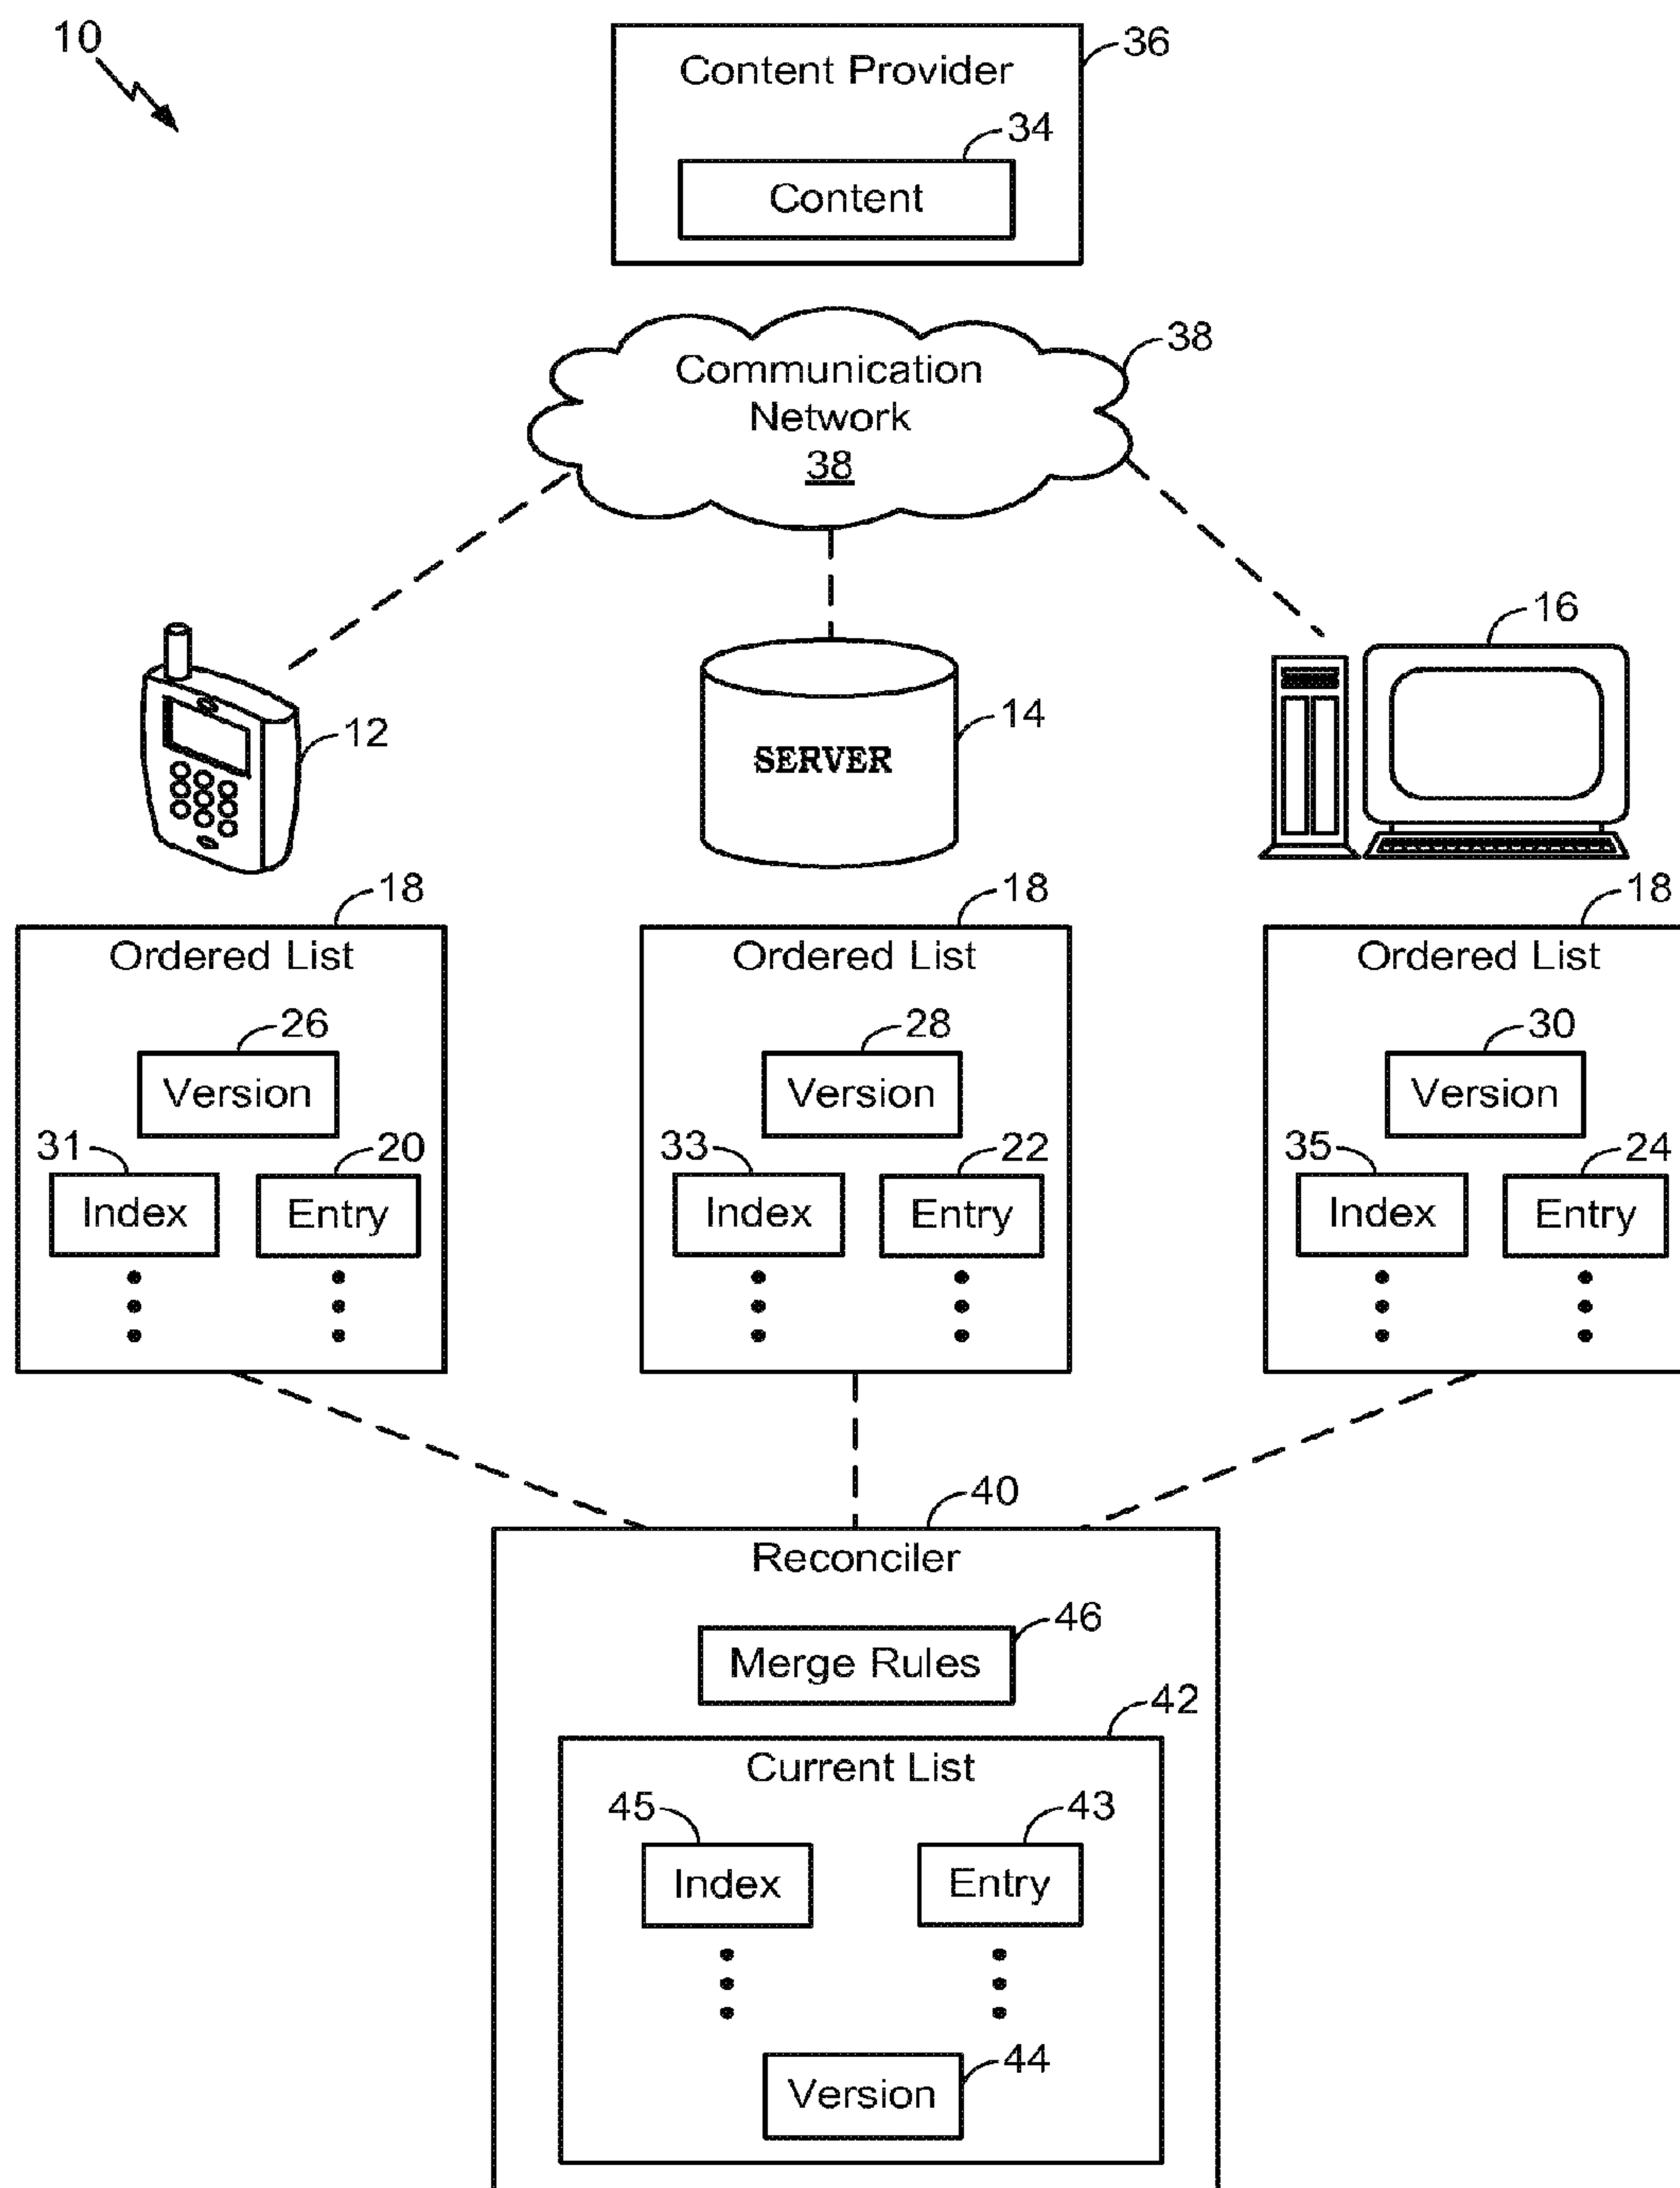 10
36
Content Provider
34
Content
38
Communication
Network
38
16
12
14
SERVER
18
18
18
Ordered List
Ordered List
Ordered List
26
28
30
Version
Version
Version
31
20
33
22
35
24
Index
Entry
Index
Entry
Index
Entry
40
Reconciler
46
Merge Rules
42
Current List
45
43
Index
Entry
44
Version